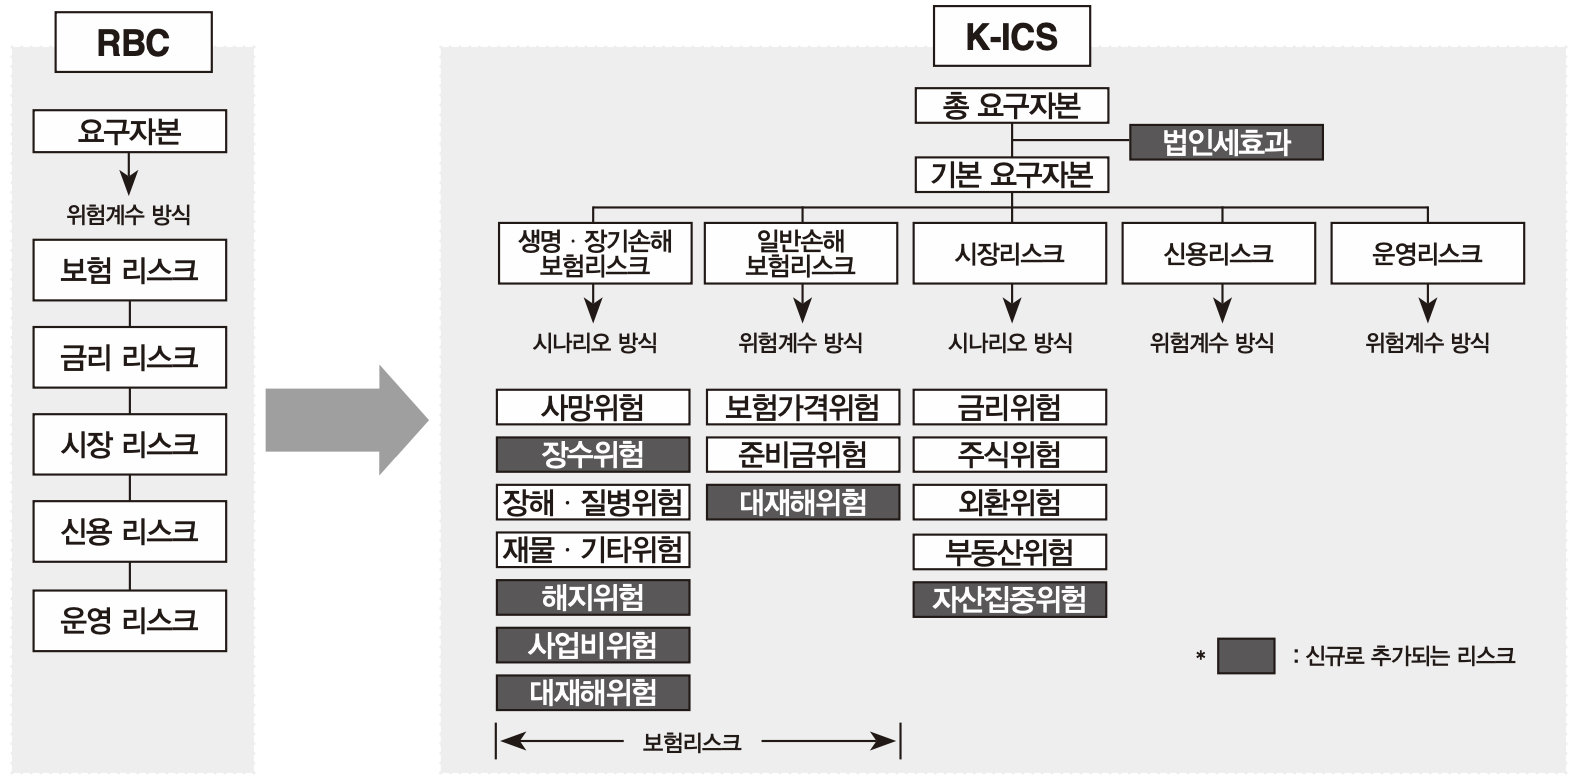 RBC
요구자본
위험계수 방식
보험 리스크
금리 리스크
시장 리스크
신용 리스크
운영 리스크
K-ICS
총 요구자본
법인세효과
기본 요구자본
생명 · 장기손해
보험리스크
일반손해
보험리스크
시장리스크
신용리스크
운영리스크
시나리오 방식
위험계수 방식
시나리오 방식
위험계수 방식
위험계수 방식
사망위험
장수위험
장해 · 질병위험
재물 · 기타위험
해지위험
사업비위험
대재해위험
보험가격위험
준비금위험
대재해위험
금리위험
주식위험
외환위험
부동산위험
자산집중위험
보험리스크
* : 신규로 추가되는 리스크